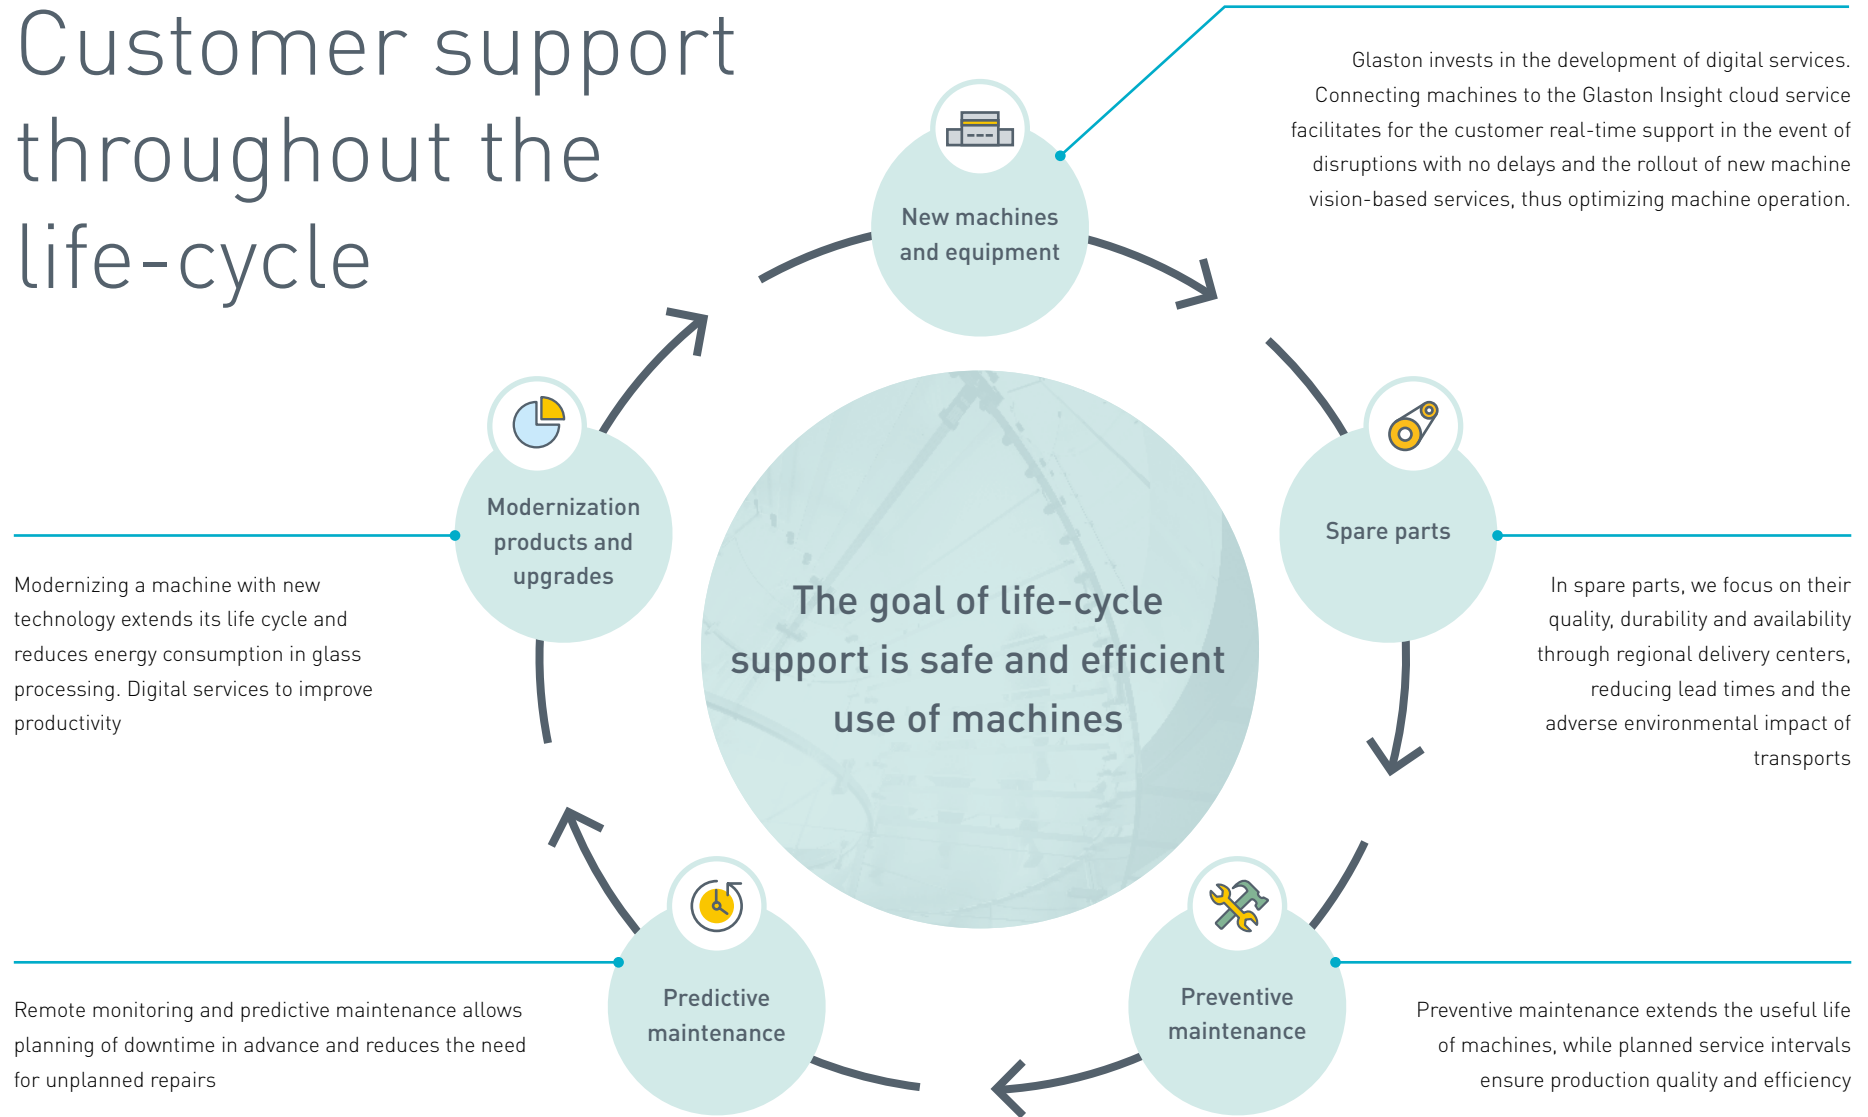 Customer support
throughout the
life-cycle
Glaston invests in the development of digital services.
Connecting machines to the Glaston Insight cloud service
facilitates for the customer real-time support in the event of
disruptions with no delays and the rollout of new machine
vision-based services, thus optimizing machine operation.
New machines
and equipment
Spare parts
In spare parts, we focus on their
quality, durability and availability
through regional delivery centers,
reducing lead times and the
adverse environmental impact of
transports
Modernization
products and
upgrades
Modernizing a machine with new
technology extends its life cycle and
reduces energy consumption in glass
processing. Digital services to improve
productivity
The goal of life-cycle
support is safe and efficient
use of machines
Preventive
maintenance
Preventive maintenance extends the useful life
of machines, while planned service intervals
ensure production quality and efficiency
Predictive
maintenance
Remote monitoring and predictive maintenance allows
planning of downtime in advance and reduces the need
for unplanned repairs